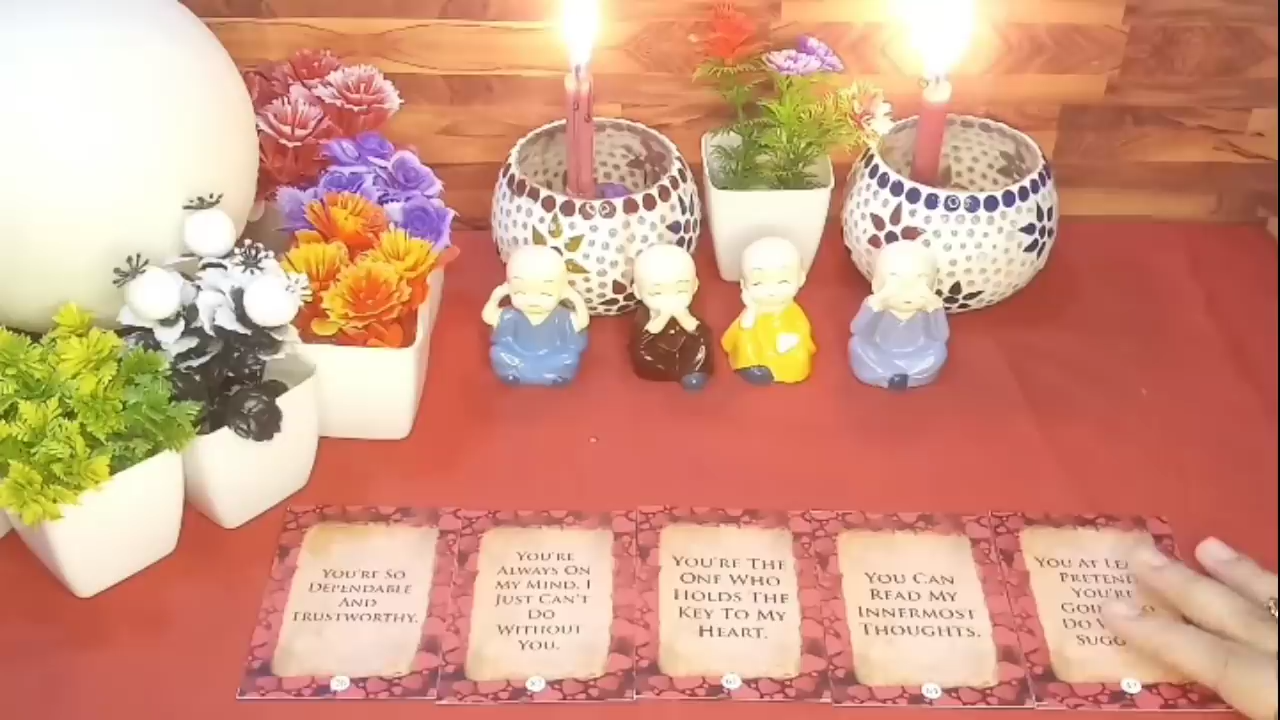 YOU'RE SO
DEPENDABLE
AND
TRUSTWORTHY.
YOU'RE
ALWAYS ON
MY MIND. I
JUST CAN'T
DO
WITHOUT
YOU.
YOU'RE THE
ONE WHO
HOLDS THE
KEY TO MY
HEART.
YOU CAN
READ MY
INNERMOST
THOUGHTS.
YOU AT
PRETEND
YOU'RE
DO